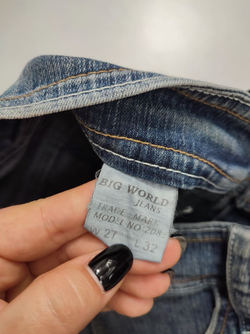 BIG WORLD
JEANS
TRADE MARK
MODEL NO 208
W 27 L 32